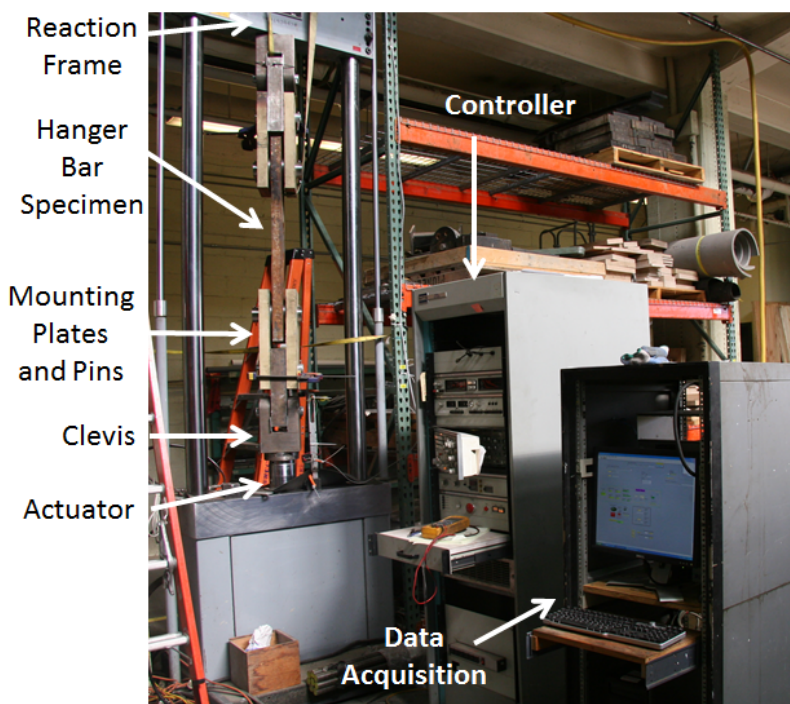 Reaction
Frame
Hanger
Bar
Specimen
Mounting
Plates
and Pins
Clevis
Actuator
Controller
Data
Acquisition